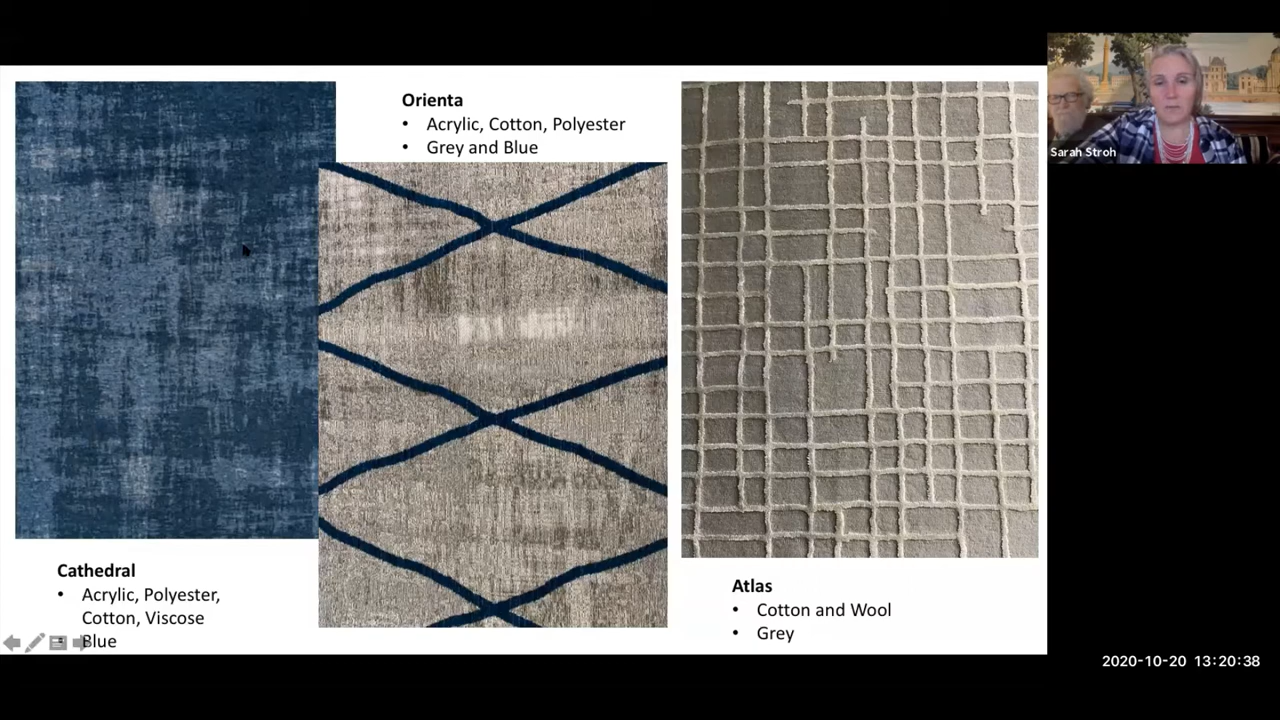 Orienta
• Acrylic, Cotton, Polyester
• Grey and Blue
Cathedral
• Acrylic, Polyester,
Cotton, Viscose
Blue
Atlas
• Cotton and Wool
• Grey
Sarah Stroh
2020-10-20 13:20:38